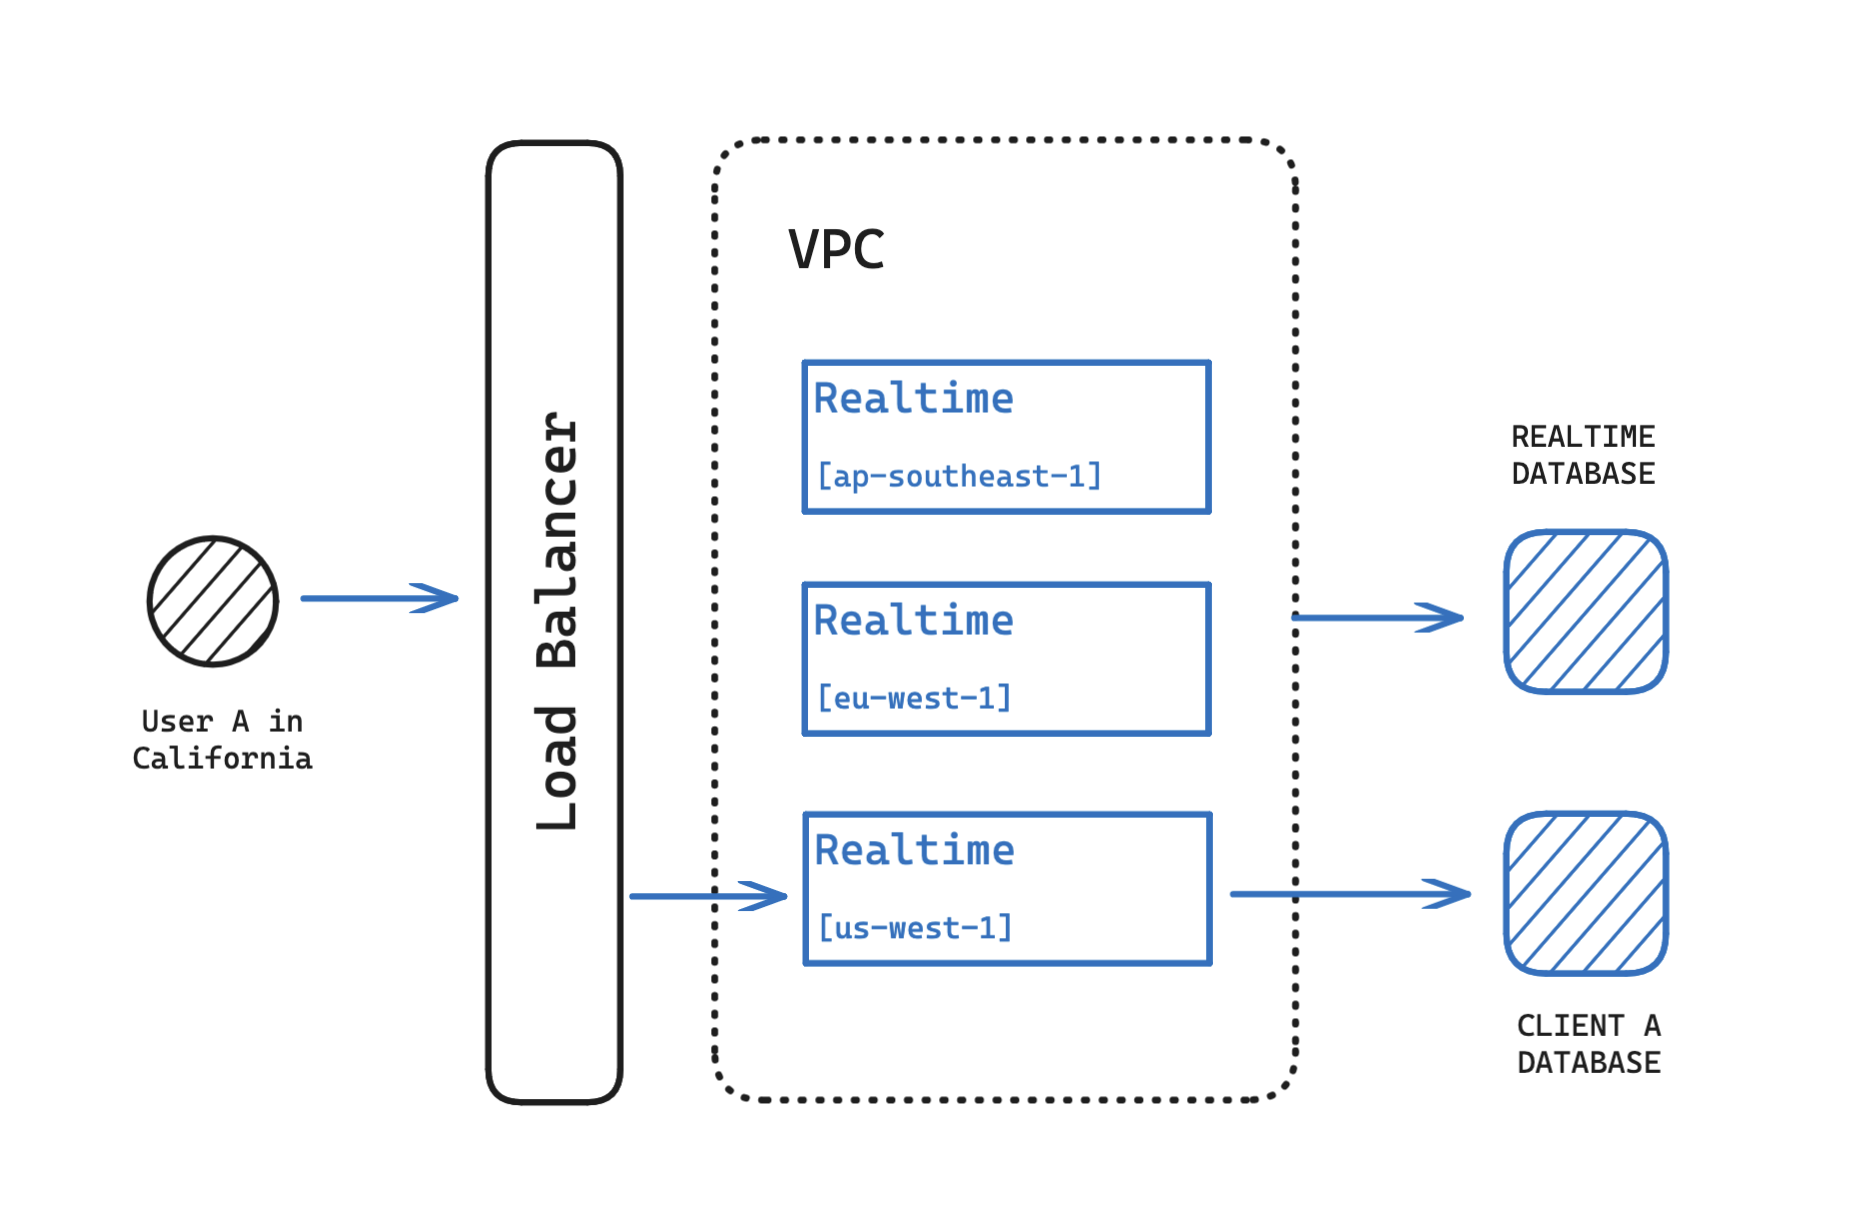 User A in
California
Load Balancer
VPC
Realtime
[ap-southeast-1]
Realtime
[eu-west-1]
Realtime
[us-west-1]
REALTIME
DATABASE
CLIENT A
DATABASE